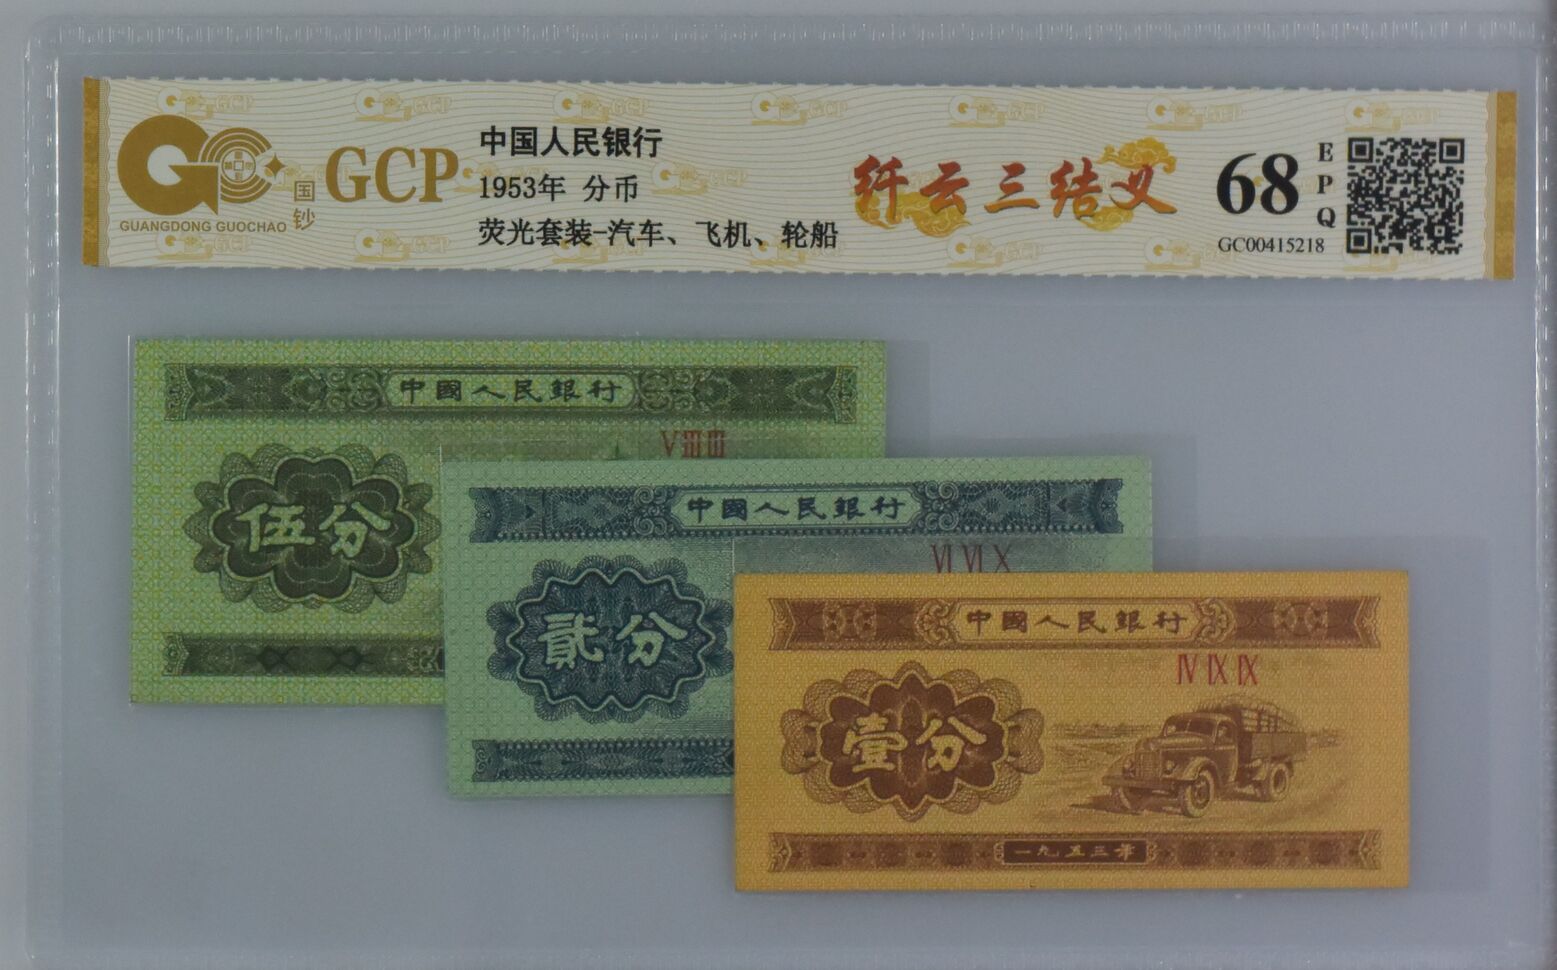 GCP
国钞
GUANGDONG GUOCHAO
中国人民银行
1953年 分币
荧光套装-汽车、飞机、轮船
纤云三结义
68
EPQ
GC00415218
中國人民銀行
V III III
伍分
中國人民銀行
VI VI X
貳分
中國人民銀行
IV IX IX
壹分
一九五三年